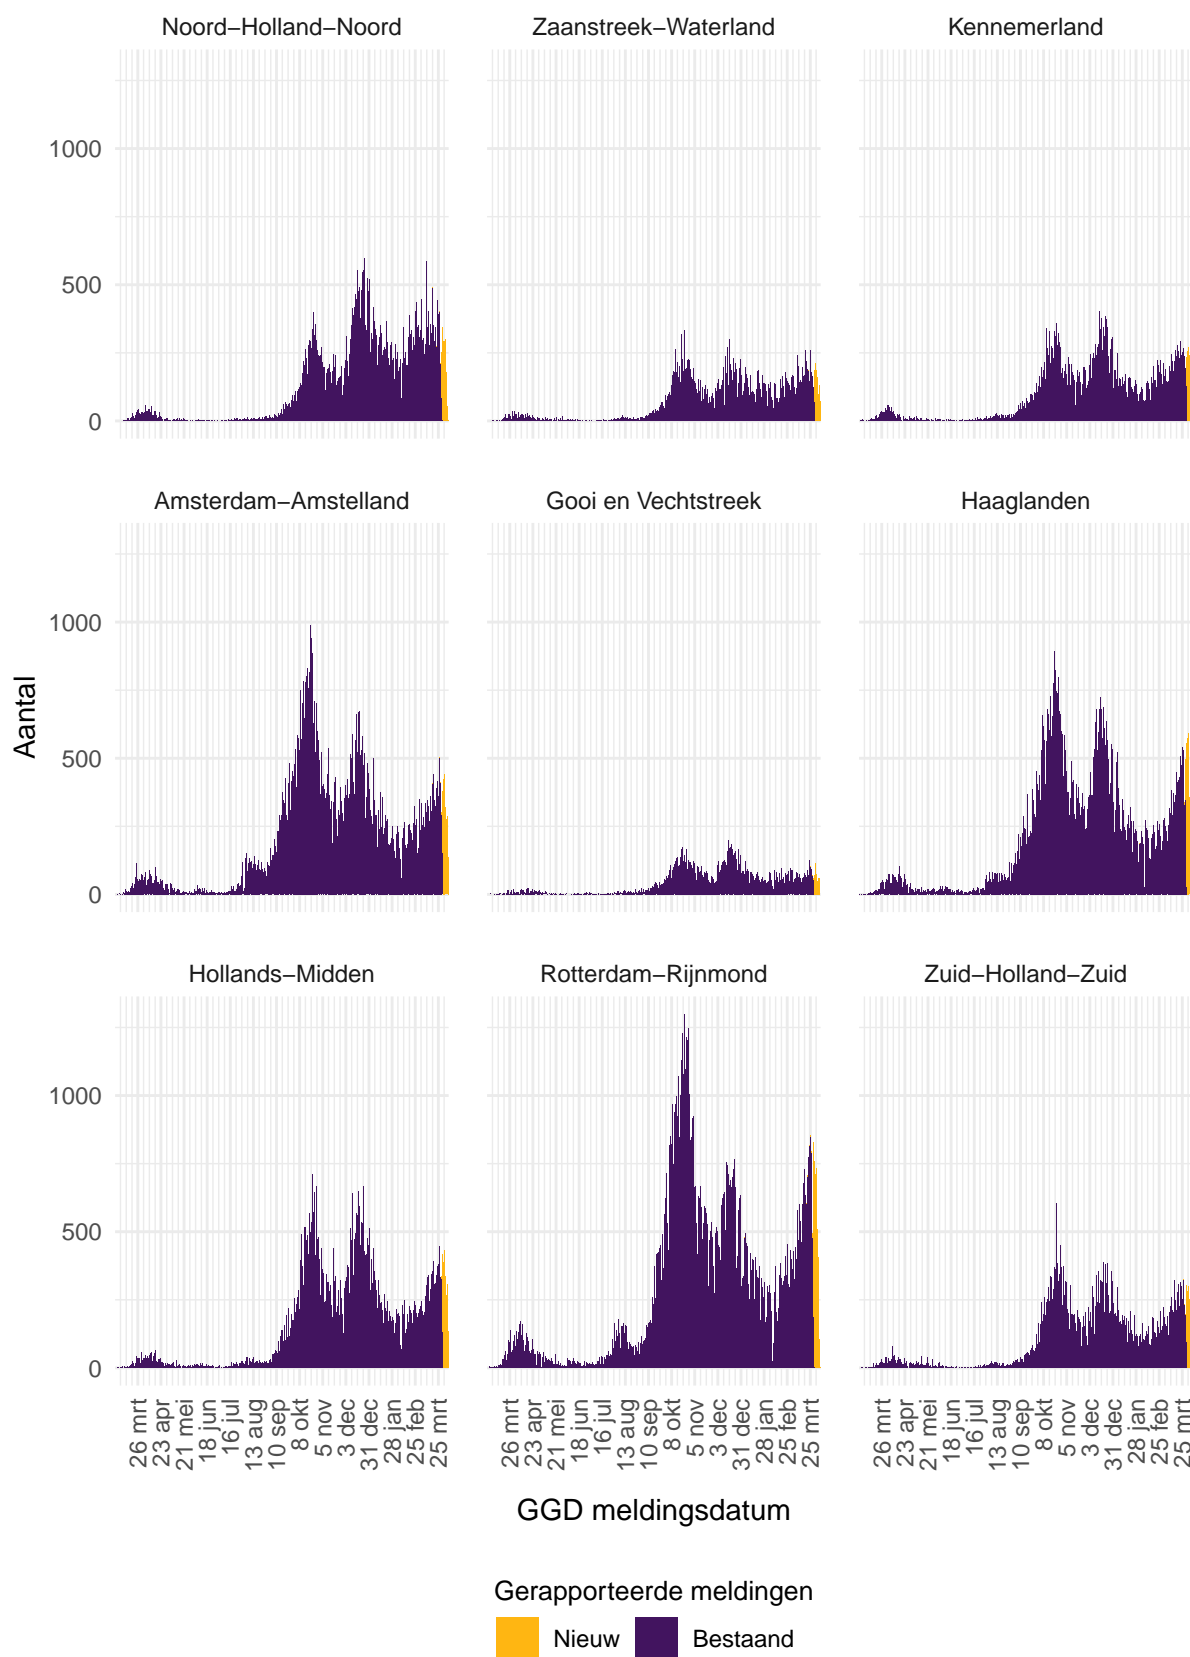 Noord−Holland−Noord Zaanstreek−Waterland Kennemerland
1000
500
0
Amsterdam−Amstelland Gooi en Vechtstreek Haaglanden
1000
500
0
Aantal
Hollands−Midden Rotterdam−Rijnmond Zuid−Holland−Zuid
1000
500
0
26 mrt 23 apr 21 mei 18 jun 16 jul 13 aug 10 sep 8 okt 5 nov 3 dec 31 dec 28 jan 25 feb 25 mrt
26 mrt 23 apr 21 mei 18 jun 16 jul 13 aug 10 sep 8 okt 5 nov 3 dec 31 dec 28 jan 25 feb 25 mrt
26 mrt 23 apr 21 mei 18 jun 16 jul 13 aug 10 sep 8 okt 5 nov 3 dec 31 dec 28 jan 25 feb 25 mrt
GGD meldingsdatum
Gerapporteerde meldingen
Nieuw Bestaand